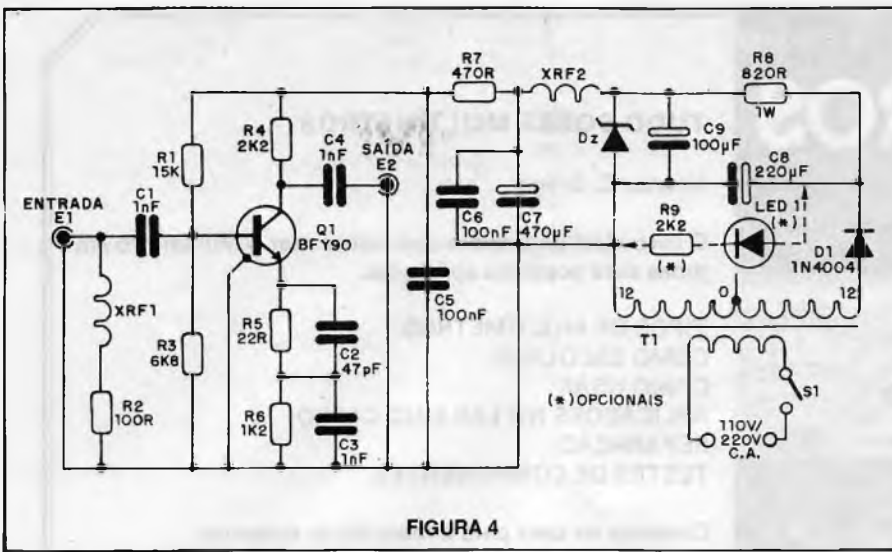 R7
470R
XRF2
R8
820R
1W
R4
2K2
C4
1nF
SAÍDA
E2
Dz
C9
100µF
R1
15K
C8
220µF
ENTRADA
E1
C1
1nF
LED 1
(*)
Q1
BFY90
C6
100nF
C7
470µF
R9
2K2
(*)
D1
1N4004
XRF1
C5
100nF
12
0
12
R3
6K8
R5
22R
C2
47pF
T1
S1
R2
100R
R6
1K2
C3
1nF
(*) OPCIONAIS
110V/
220V
C.A.
FIGURA 4